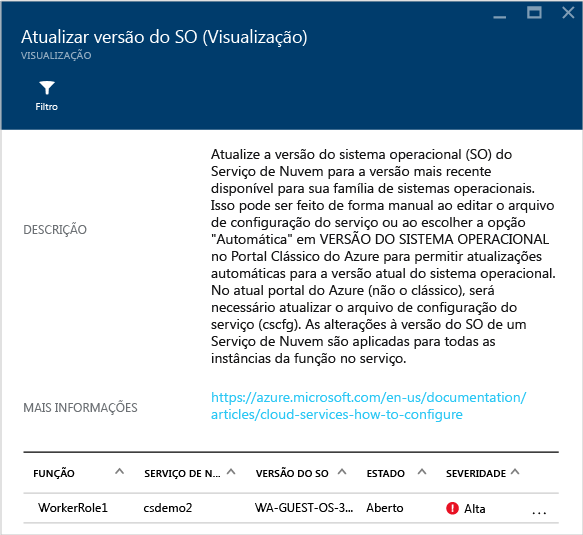 Atualizar versão do SO (Visualização)
VISUALIZAÇÃO
Filtro
DESCRIÇÃO
Atualize a versão do sistema operacional (SO) do
Serviço de Nuvem para a versão mais recente
disponível para sua família de sistemas operacionais.
Isso pode ser feito de forma manual ao editar o arquivo
de configuração do serviço ou ao escolher a opção
"Automática" em VERSÃO DO SISTEMA OPERACIONAL
no Portal Clássico do Azure para permitir atualizações
automáticas para a versão atual do sistema operacional.
No atual portal do Azure (não o clássico), será
necessário atualizar o arquivo de configuração do
serviço (cscfg). As alterações à versão do SO de um
Serviço de Nuvem são aplicadas para todas as
instâncias da função no serviço.
MAIS INFORMAÇÕES
https://azure.microsoft.com/en-us/documentation/
articles/cloud-services-how-to-configure
FUNÇÃO SERVIÇO DE N... VERSÃO DO SO ESTADO SEVERIDADE
WorkerRole1 csdemo2 WA-GUEST-OS-3... Aberto Alta ...